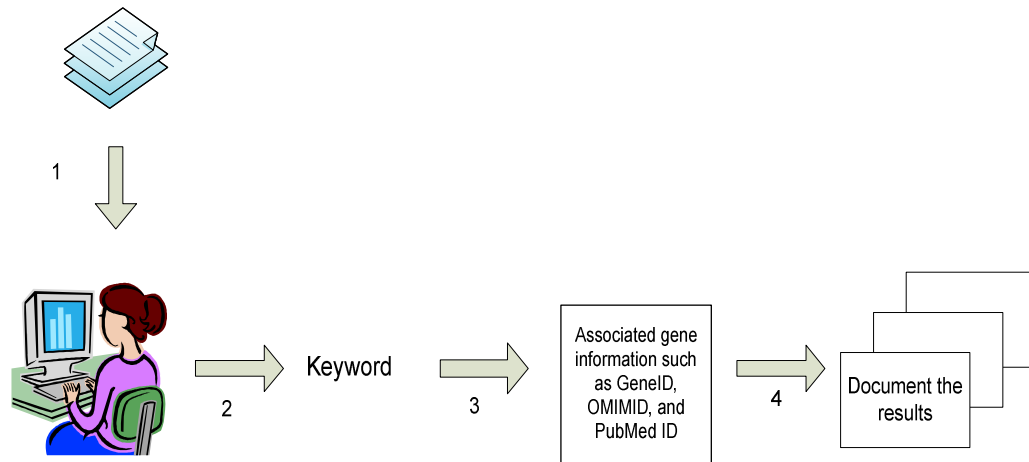 1
2
Keyword
3
Associated gene
information such
as GeneID,
OMIMID, and
PubMed ID
4
Document the
results